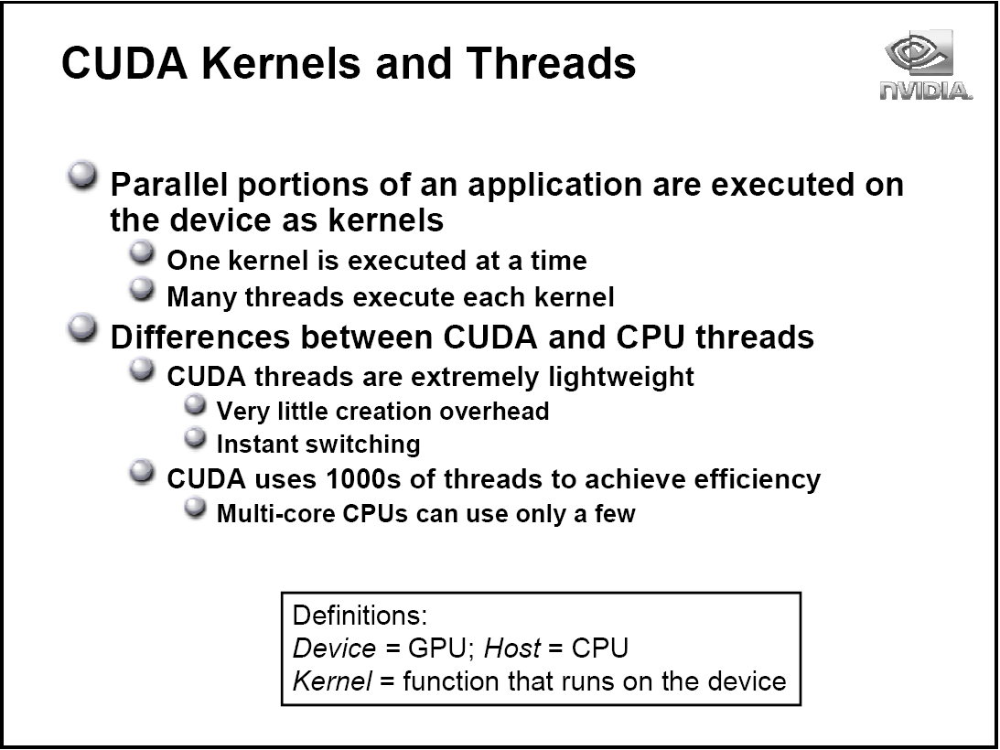 CUDA Kernels and Threads
NVIDIA.
Parallel portions of an application are executed on
the device as kernels
One kernel is executed at a time
Many threads execute each kernel
Differences between CUDA and CPU threads
CUDA threads are extremely lightweight
Very little creation overhead
Instant switching
CUDA uses 1000s of threads to achieve efficiency
Multi-core CPUs can use only a few
Definitions:
Device = GPU; Host = CPU
Kernel = function that runs on the device